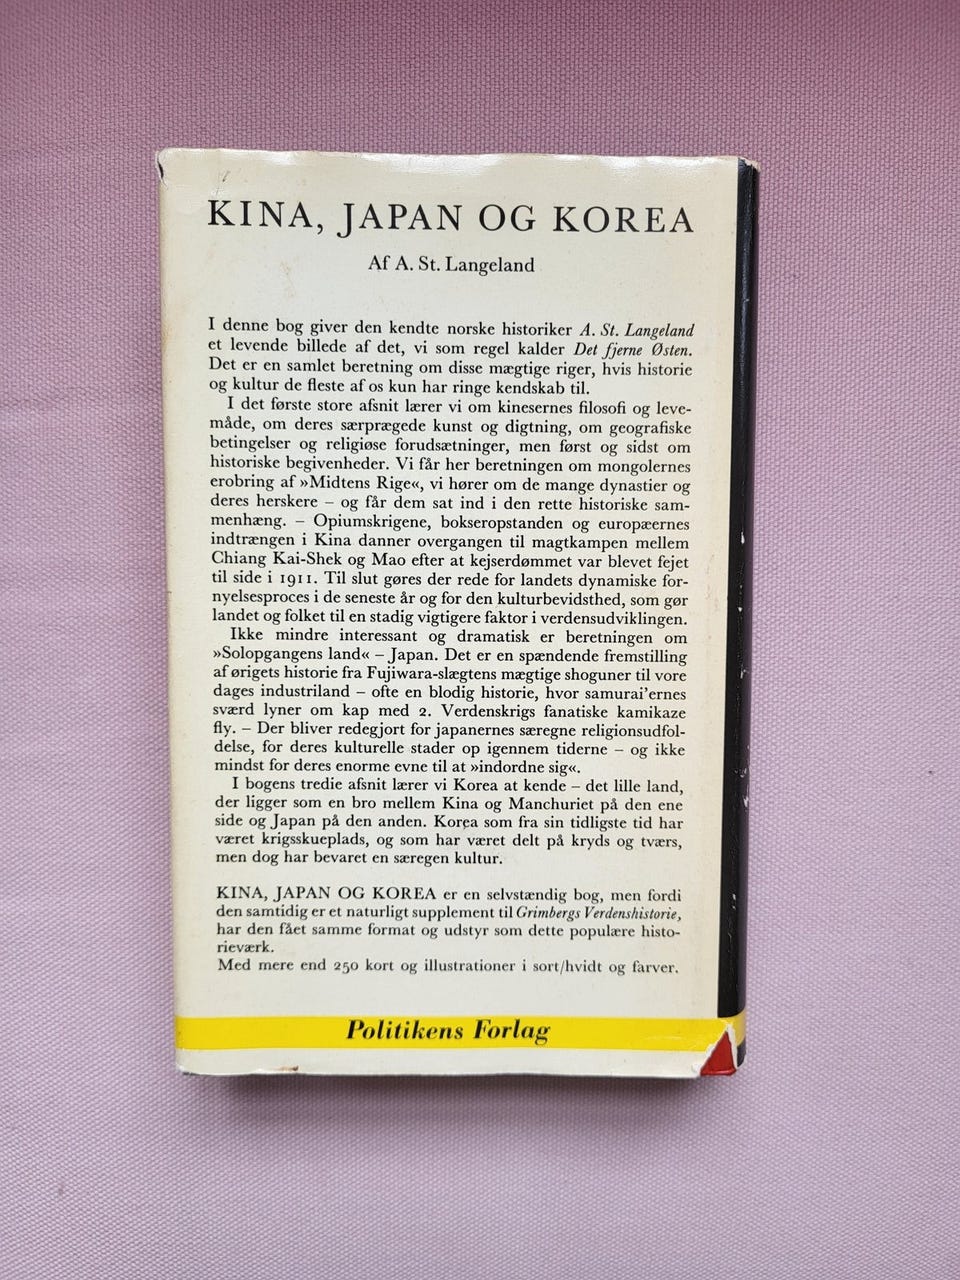 KINA, JAPAN OG KOREA
Af A. St. Langeland
I denne bog giver den kendte norske historiker A. St. Langeland
et levende billede af det, vi som regel kalder Det fjerne Østen.
Det er en samlet beretning om disse mægtige riger, hvis historie
og kultur de fleste af os kun har ringe kendskab til.
I det første store afsnit lærer vi om kinesernes filosofi og leve-
måde, om deres særprægede kunst og digtning, om geografiske
betingelser og religiøse forudsætninger, men først og sidst om
historiske begivenheder. Vi får her beretningen om mongolernes
erobring af »Midtens Rige«, vi hører om de mange dynastier og
deres herskere – og får dem sat ind i den rette historiske sam-
menhæng. – Opiumskrigene, bokseropstanden og europæernes
indtrængen i Kina danner overgangen til magtkampen mellem
Chiang Kai-Shek og Mao efter at kejserdømmet var blevet fejet
til side i 1911. Til slut gøres der rede for landets dynamiske for-
nyelsesproces i de seneste år og for den kulturbevidsthed, som gør
landet og folket til en stadig vigtigere faktor i verdensudviklingen.
Ikke mindre interessant og dramatisk er beretningen om
»Solopgangens land« – Japan. Det er en spændende fremstilling
af ørigets historie fra Fujiwara-slægtens mægtige shoguner til vore
dages industriland – ofte en blodig historie, hvor samurai'ernes
sværd lyner om kap med 2. Verdenskrigs fanatiske kamikaze
fly. – Der bliver redegjort for japanernes særegne religionsudfol-
delse, for deres kulturelle stader op igennem tiderne – og ikke
mindst for deres enorme evne til at »indordne sig«.
I bogens tredie afsnit lærer vi Korea at kende – det lille land,
der ligger som en bro mellem Kina og Manchuriet på den ene
side og Japan på den anden. Korea som fra sin tidligste tid har
været krigsskueplads, og som har været delt på kryds og tværs,
men dog har bevaret en særegen kultur.
KINA, JAPAN OG KOREA er en selvstændig bog, men fordi
den samtidig er et naturligt supplement til Grimbergs Verdenshistorie,
har den fået samme format og udstyr som dette populære histo-
rieværk.
Med mere end 250 kort og illustrationer i sort/hvidt og farver.
Politikens Forlag